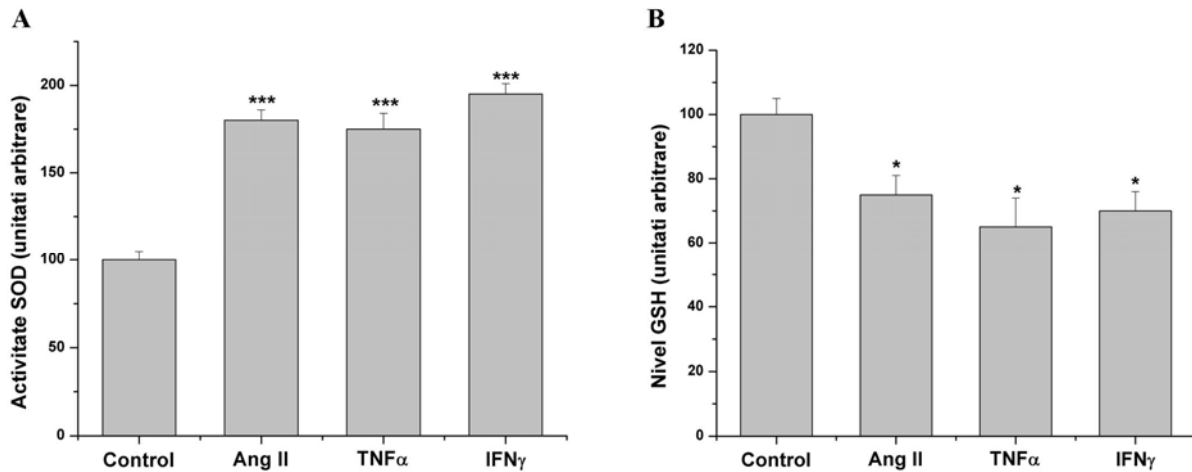 A
Activitate SOD (unitati arbitrare)
200
150
100
50
0
***
***
***
Control
Ang II
TNFα
IFNγ
B
Nivel GSH (unitati arbitrare)
120
100
80
60
40
20
0
*
*
*
Control
Ang II
TNFα
IFNγ